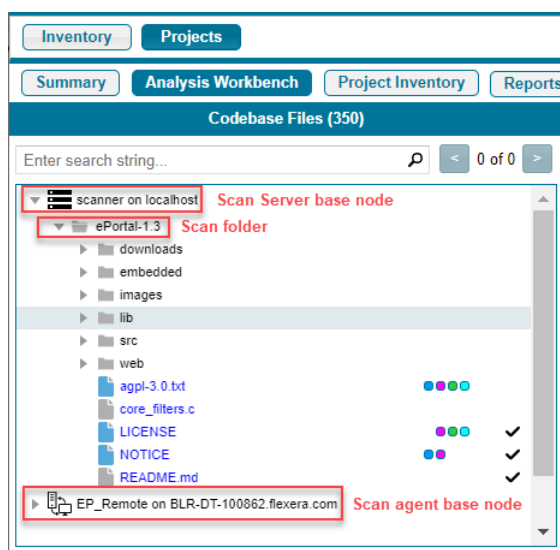 Inventory Projects
Summary Analysis Workbench Project Inventory Reports
Codebase Files (350)
Enter search string... < 0 of 0 >
scanner on localhost Scan Server base node
ePortal-1.3 Scan folder
downloads
embedded
images
lib
src
web
agpl-3.0.txt
core_filters.c
LICENSE
NOTICE
README.md
EP_Remote on BLR-DT-100862.flexera.com Scan agent base node